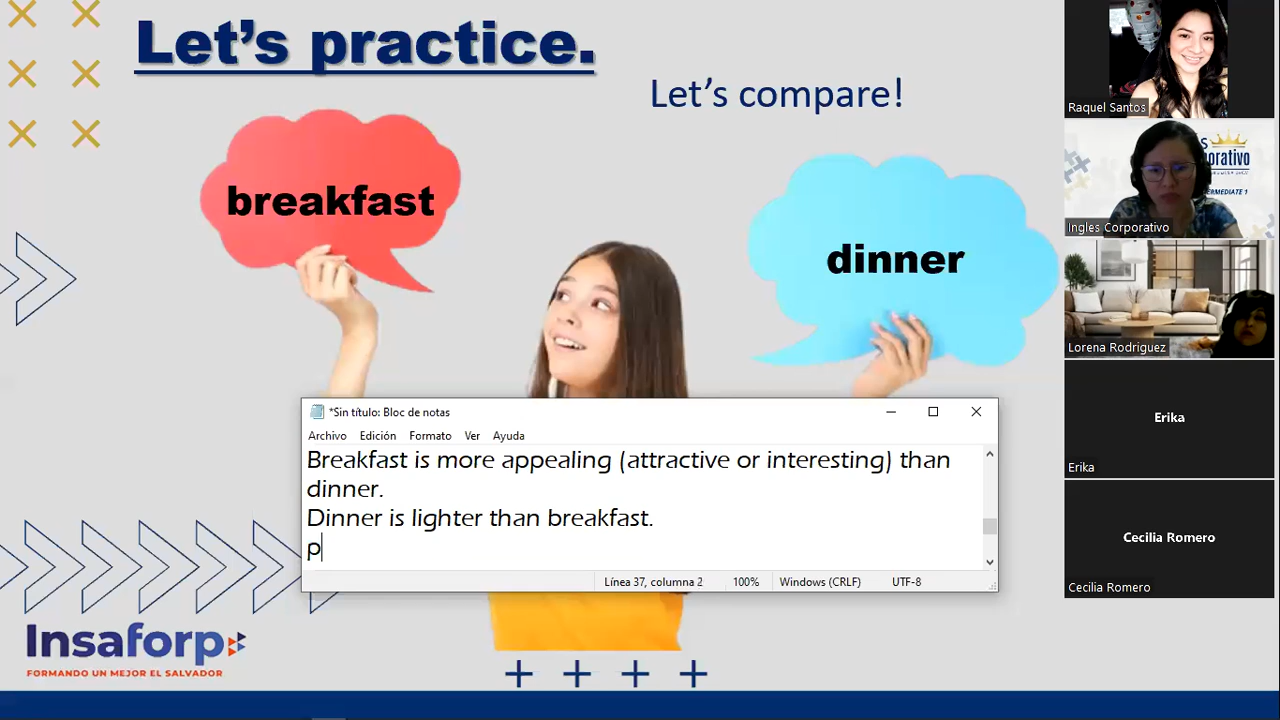 Let's practice.
Let's compare!
breakfast
dinner
*Sin título: Bloc de notas
Archivo Edición Formato Ver Ayuda
Breakfast is more appealing (attractive or interesting) than
dinner.
Dinner is lighter than breakfast.
p
Línea 37, columna 2 100% Windows (CRLF) UTF-8
Insaforp
FORMANDO UN MEJOR EL SALVADOR
Raquel Santos
Ingles Corporativo
Lorena Rodriguez
Erika
Erika
Cecilia Romero
Cecilia Romero